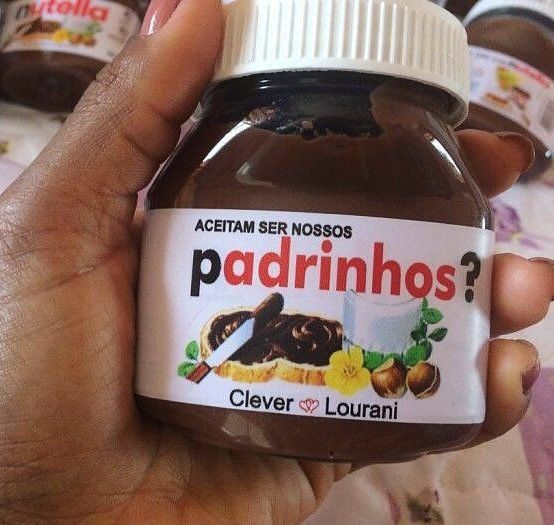 nutella
ACEITAM SER NOSSOS
padrinhos?
Clever Lourani